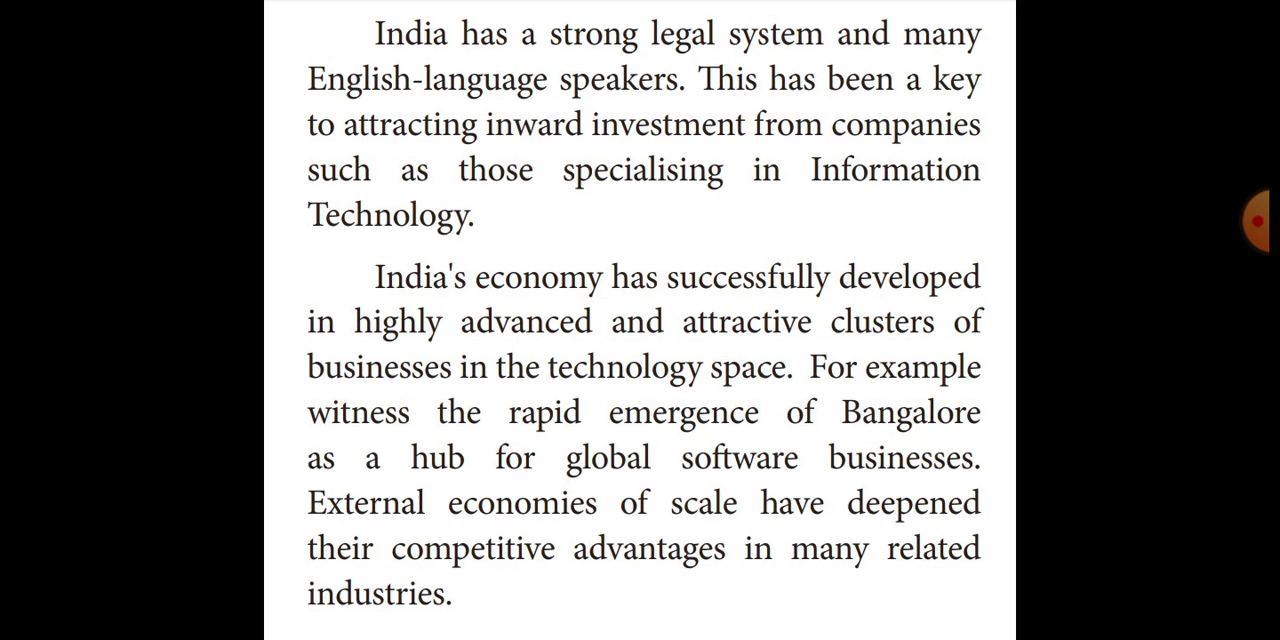 India has a strong legal system and many
English-language speakers. This has been a key
to attracting inward investment from companies
such as those specialising in Information
Technology.
India's economy has successfully developed
in highly advanced and attractive clusters of
businesses in the technology space. For example
witness the rapid emergence of Bangalore
as a hub for global software businesses.
External economies of scale have deepened
their competitive advantages in many related
industries.